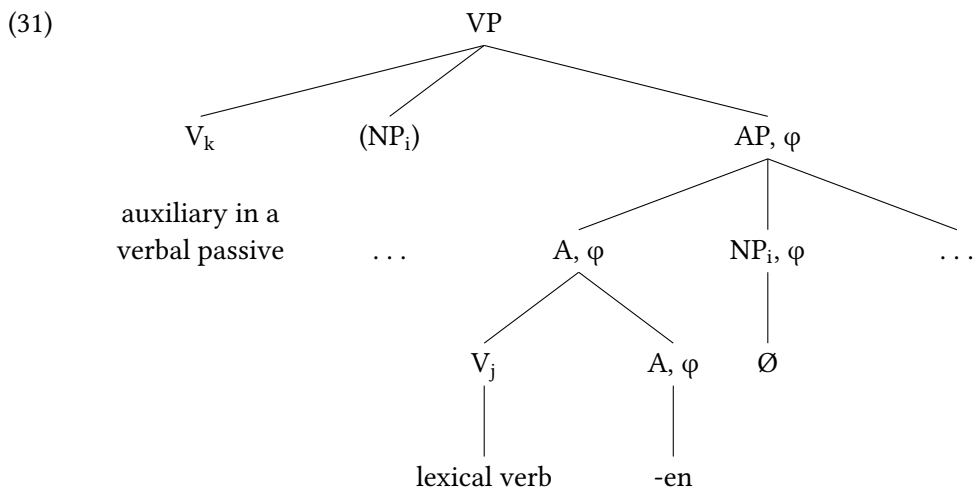 (31) VP
V_k (NP_i) AP, φ
auxiliary in a
verbal passive ... A, φ NP_i, φ ...
V_j A, φ Ø
lexical verb -en